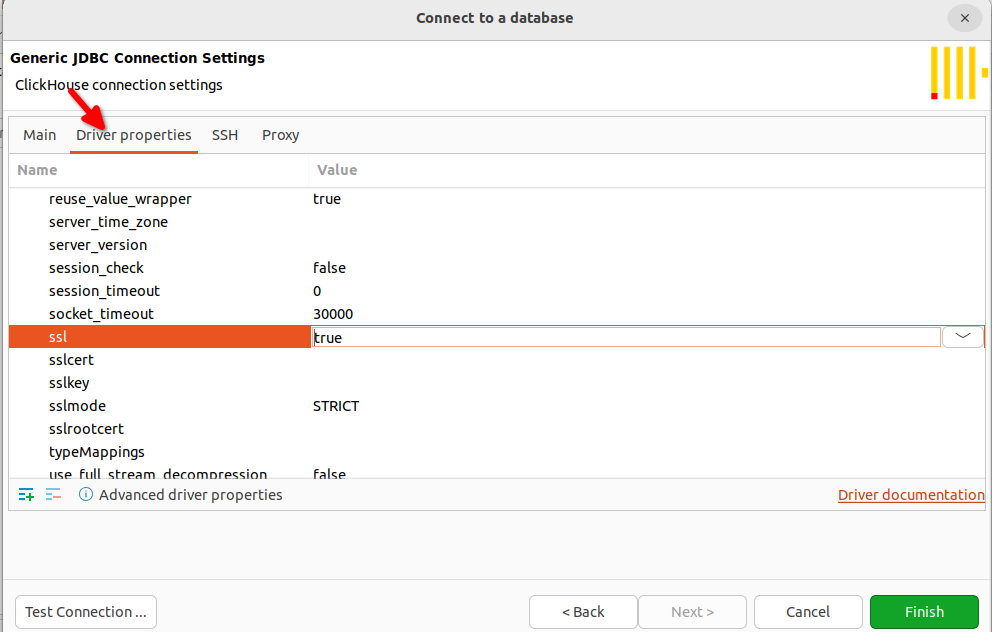 Connect to a database
Generic JDBC Connection Settings
ClickHouse connection settings
Main Driver properties SSH Proxy
Name Value
reuse_value_wrapper true
server_time_zone
server_version
session_check false
session_timeout 0
socket_timeout 30000
ssl true
sslcert
sslkey
sslmode STRICT
sslrootcert
typeMappings
use_full_stream_decompression false
Advanced driver properties Driver documentation
Test Connection ... < Back Next > Cancel Finish